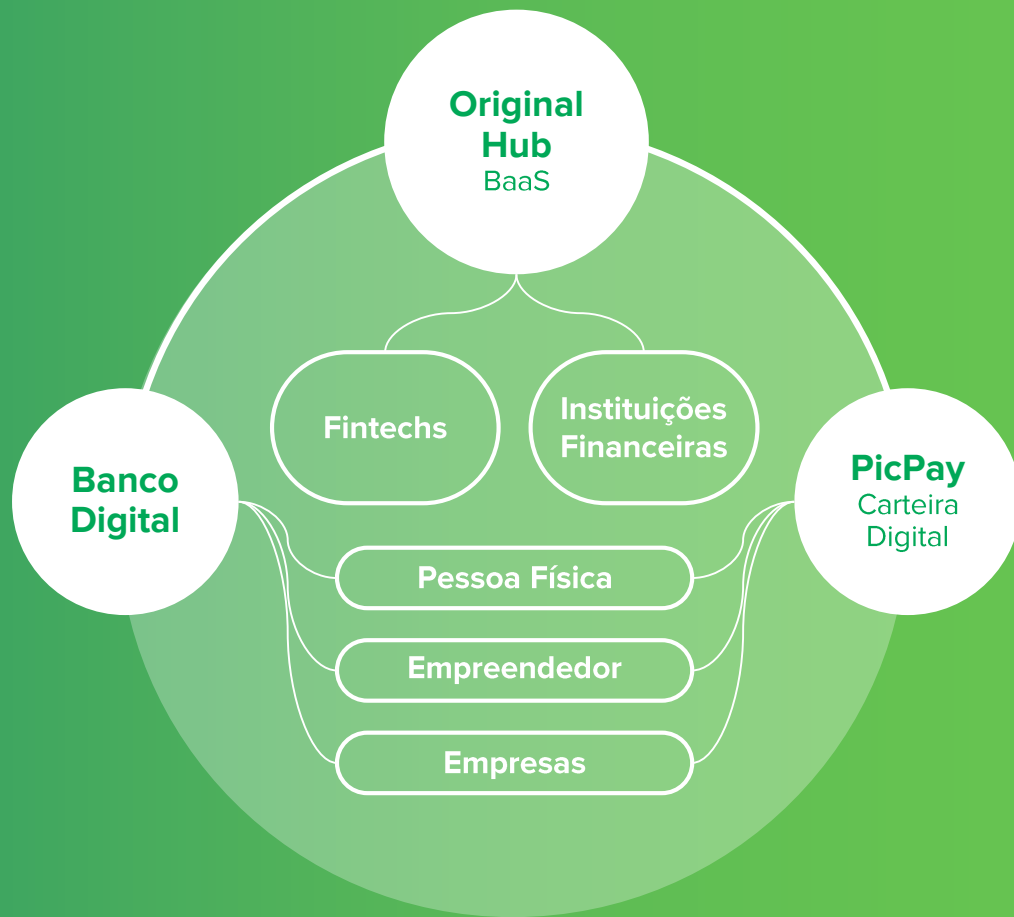 Original
Hub
BaaS
Fintechs
Instituições
Financeiras
Banco
Digital
PicPay
Carteira
Digital
Pessoa Física
Empreendedor
Empresas